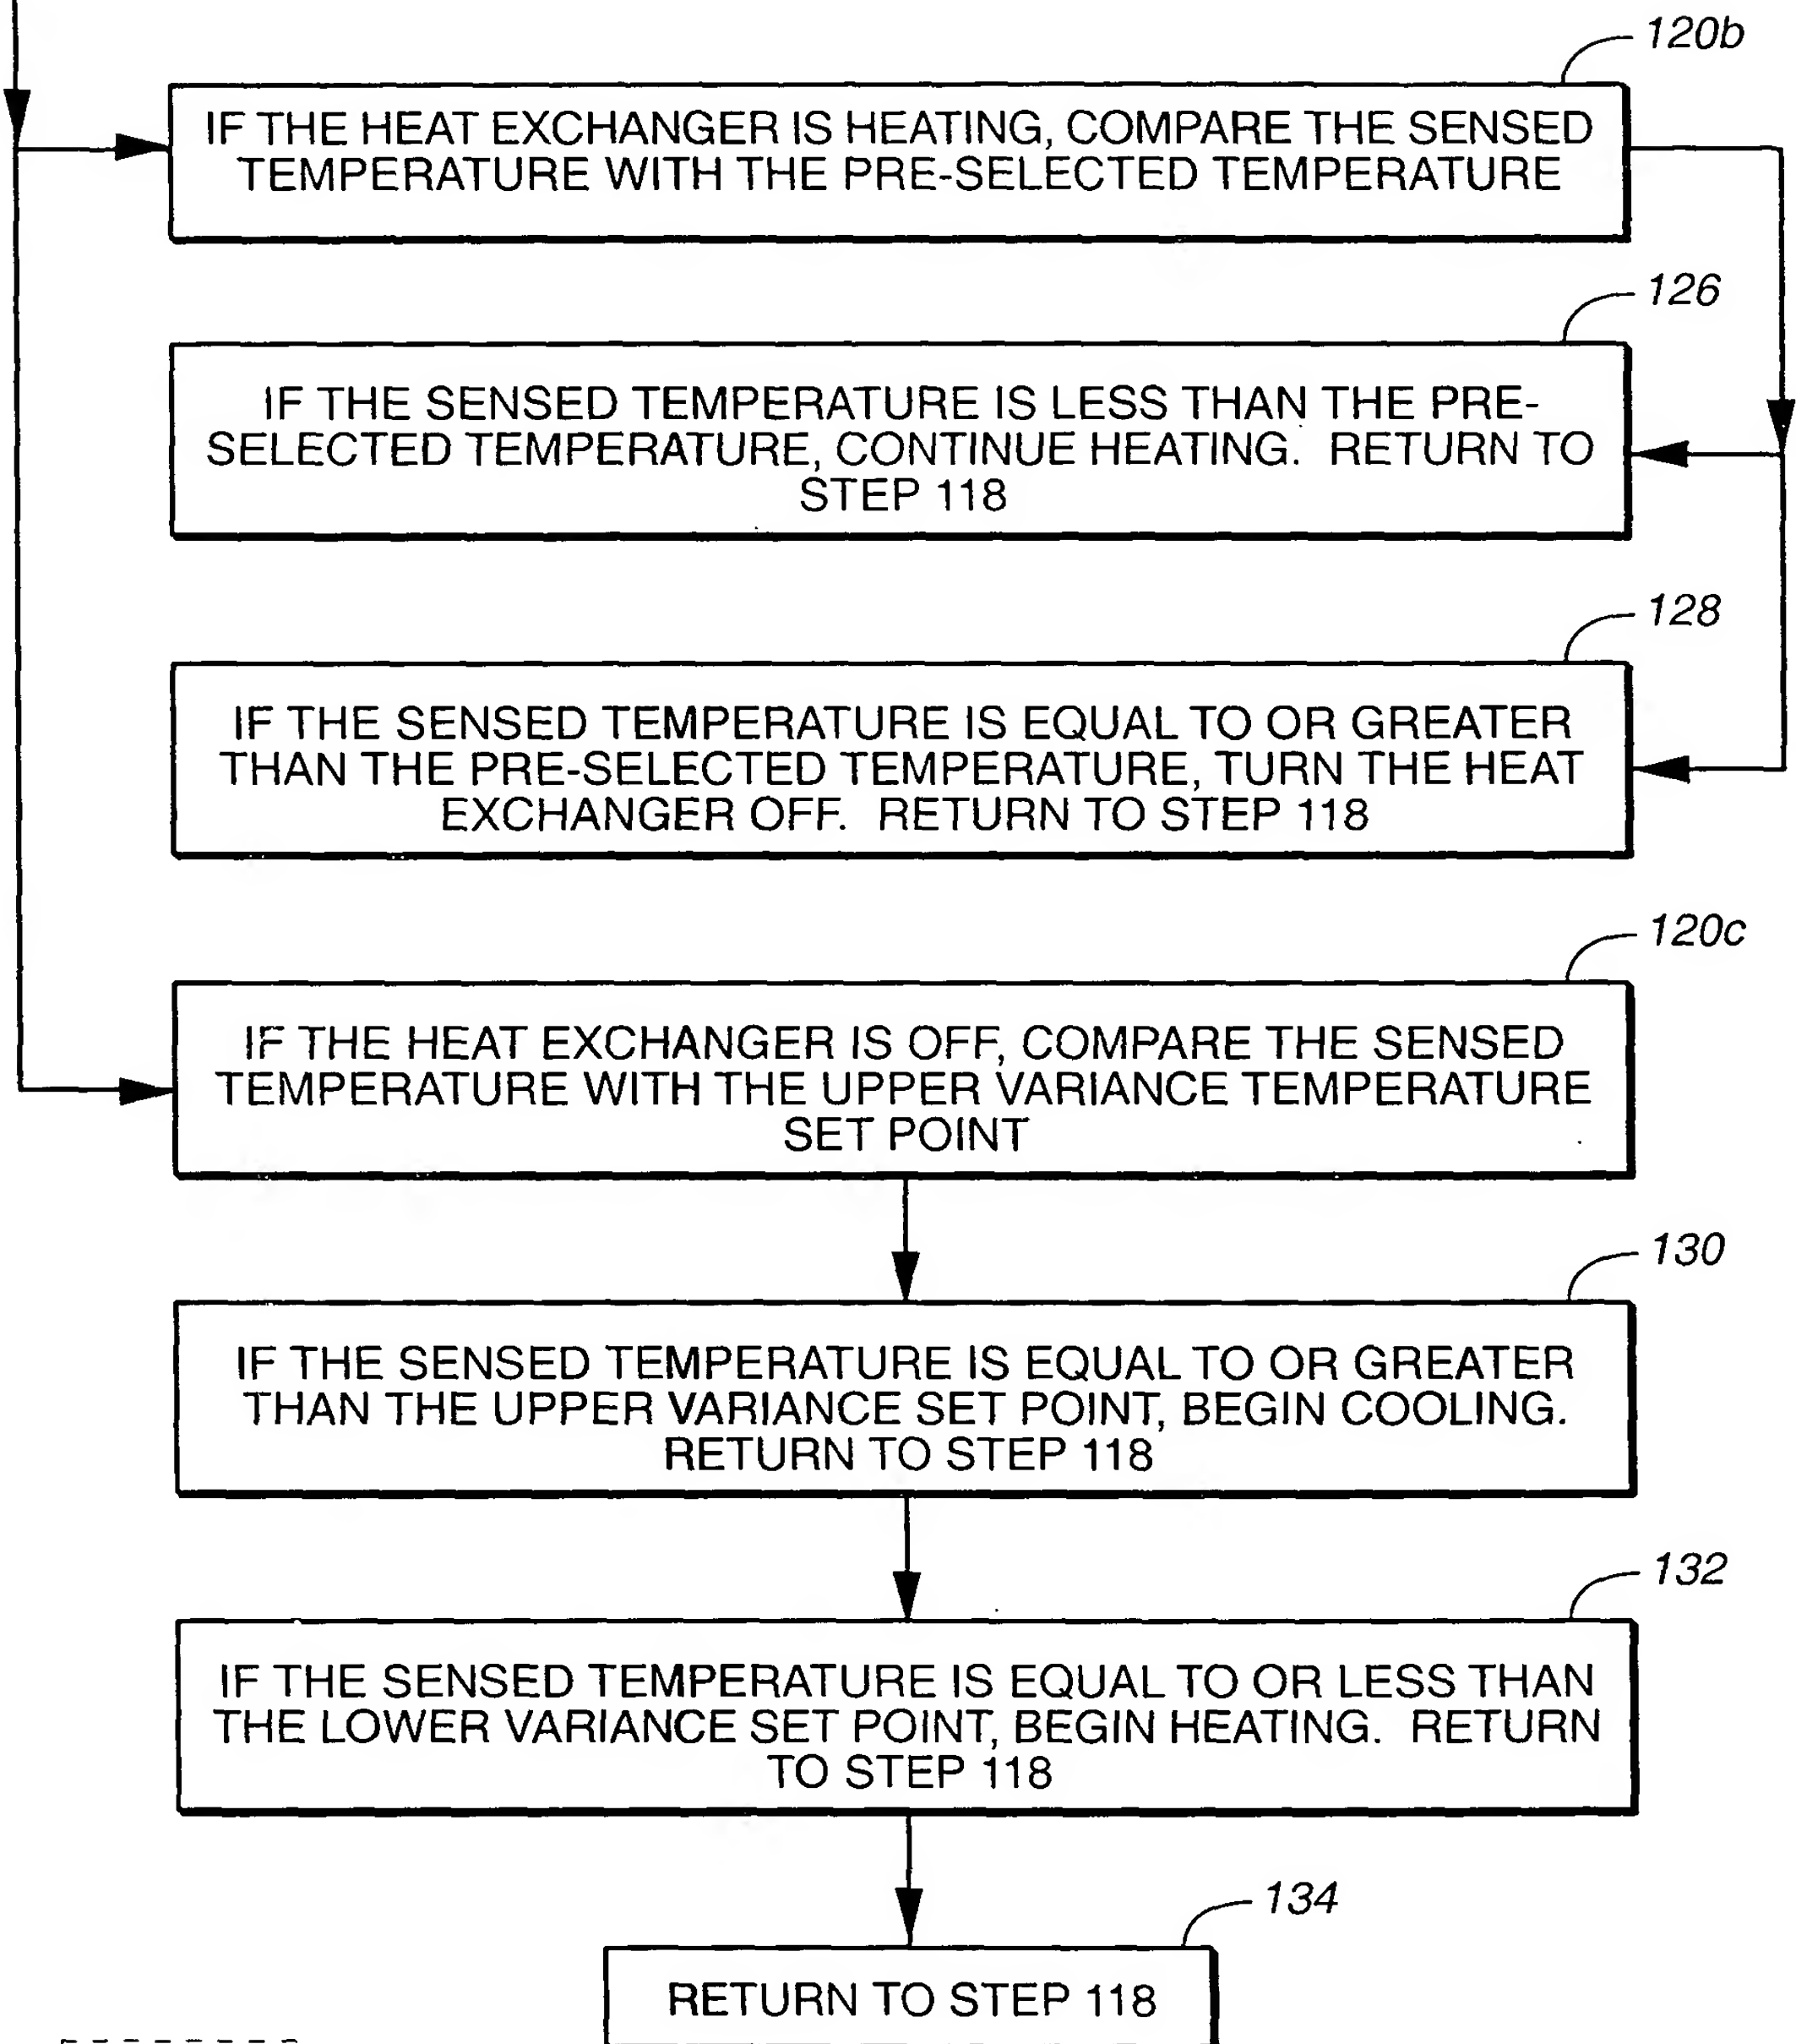 120b
IF THE HEAT EXCHANGER IS HEATING, COMPARE THE SENSED
TEMPERATURE WITH THE PRE-SELECTED TEMPERATURE
126
IF THE SENSED TEMPERATURE IS LESS THAN THE PRE-
SELECTED TEMPERATURE, CONTINUE HEATING. RETURN TO
STEP 118
128
IF THE SENSED TEMPERATURE IS EQUAL TO OR GREATER
THAN THE PRE-SELECTED TEMPERATURE, TURN THE HEAT
EXCHANGER OFF. RETURN TO STEP 118
120c
IF THE HEAT EXCHANGER IS OFF, COMPARE THE SENSED
TEMPERATURE WITH THE UPPER VARIANCE TEMPERATURE
SET POINT
130
IF THE SENSED TEMPERATURE IS EQUAL TO OR GREATER
THAN THE UPPER VARIANCE SET POINT, BEGIN COOLING.
RETURN TO STEP 118
132
IF THE SENSED TEMPERATURE IS EQUAL TO OR LESS THAN
THE LOWER VARIANCE SET POINT, BEGIN HEATING. RETURN
TO STEP 118
134
RETURN TO STEP 118